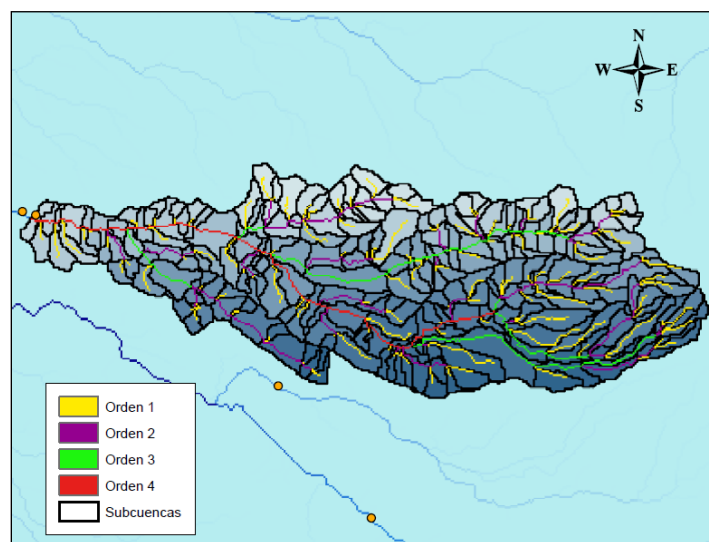 N
W E
S
Orden 1
Orden 2
Orden 3
Orden 4
Subcuencas